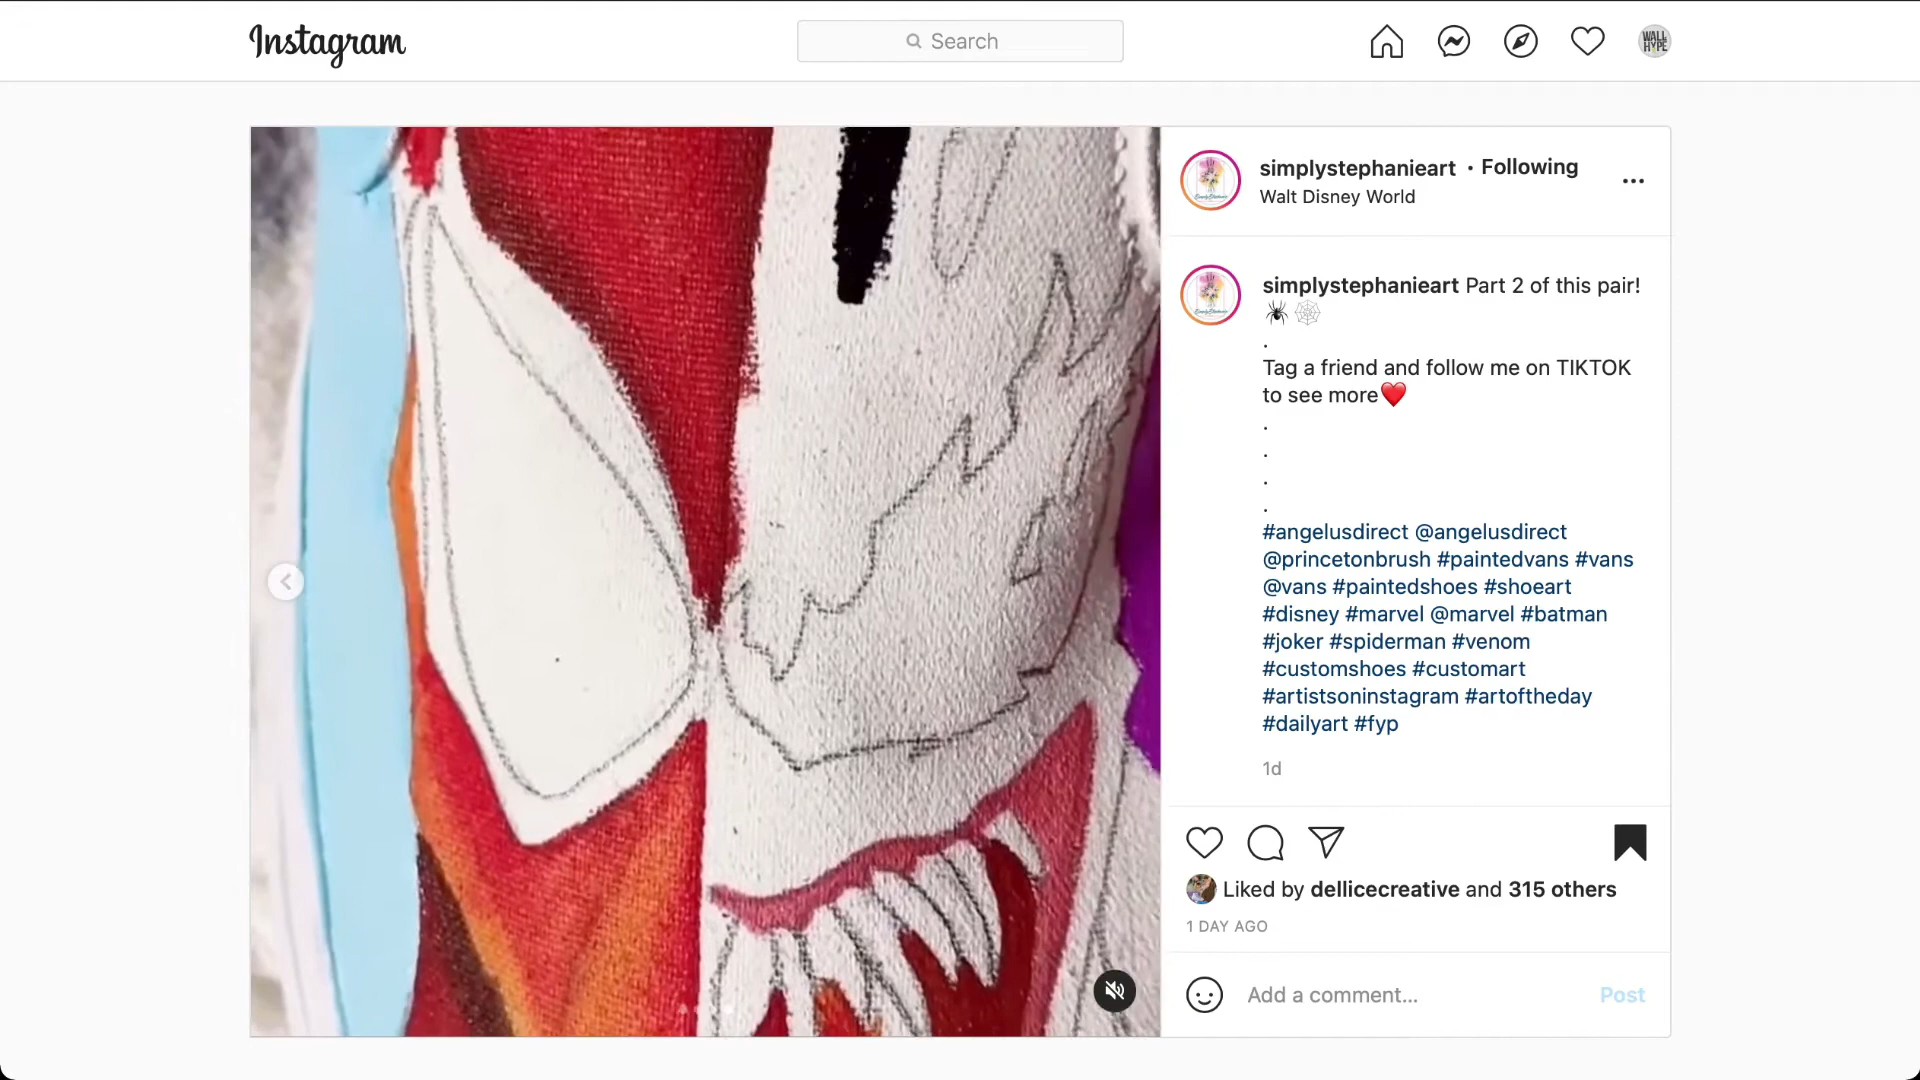 Instagram
Search
WALL
HYPE
simplystephanieart • Following
Walt Disney World
simplystephanieart Part 2 of this pair!
🕷🕸
.
Tag a friend and follow me on TIKTOK
to see more❤️
.
.
.
.
#angelusdirect @angelusdirect
@princetonbrush #paintedvans #vans
@vans #paintedshoes #shoeart
#disney #marvel @marvel #batman
#joker #spiderman #venom
#customshoes #customart
#artistsoninstagram #artoftheday
#dailyart #fyp
1d
Liked by dellicecreative and 315 others
1 DAY AGO
Add a comment...
Post